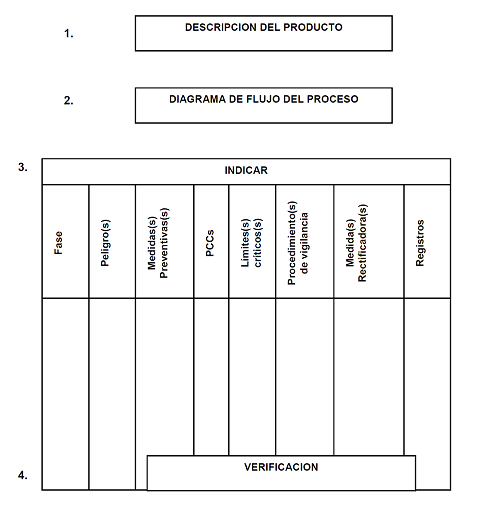 1. DESCRIPCION DEL PRODUCTO
2. DIAGRAMA DE FLUJO DEL PROCESO
3. INDICAR
Fase
Peligro(s)
Medidas(s)
Preventivas(s)
PCCs
Limites(s)
criticos(s)
Procedimiento(s)
de vigilancia
Medida(s)
Rectificadora(s)
Registros
4. VERIFICACION